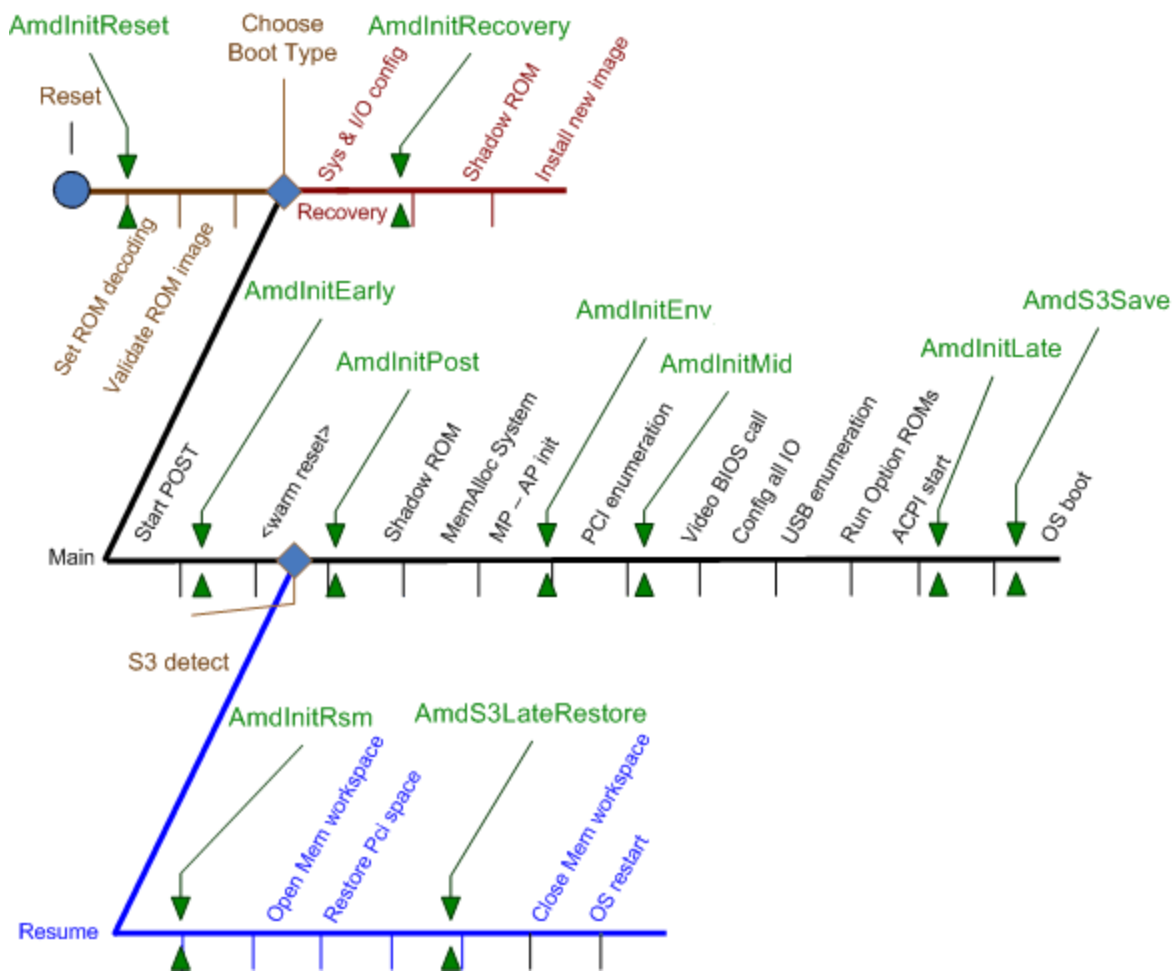 AmdInitReset
Choose
Boot Type
AmdInitRecovery
Reset
Sys & I/O config
Shadow ROM
Install new image
Recovery
Set ROM decoding
Validate ROM image
AmdInitEarly
AmdInitPost
AmdInitEnv
AmdInitMid
AmdInitLate
AmdS3Save
Start POST
<warm reset>
Shadow ROM
MemAlloc System
MP – AP init
PCI enumeration
Video BIOS call
Config all IO
USB enumeration
Run Option ROMs
ACPI start
OS boot
Main
S3 detect
AmdInitRsm
AmdS3LateRestore
Open Mem workspace
Restore Pci space
Close Mem workspace
OS restart
Resume